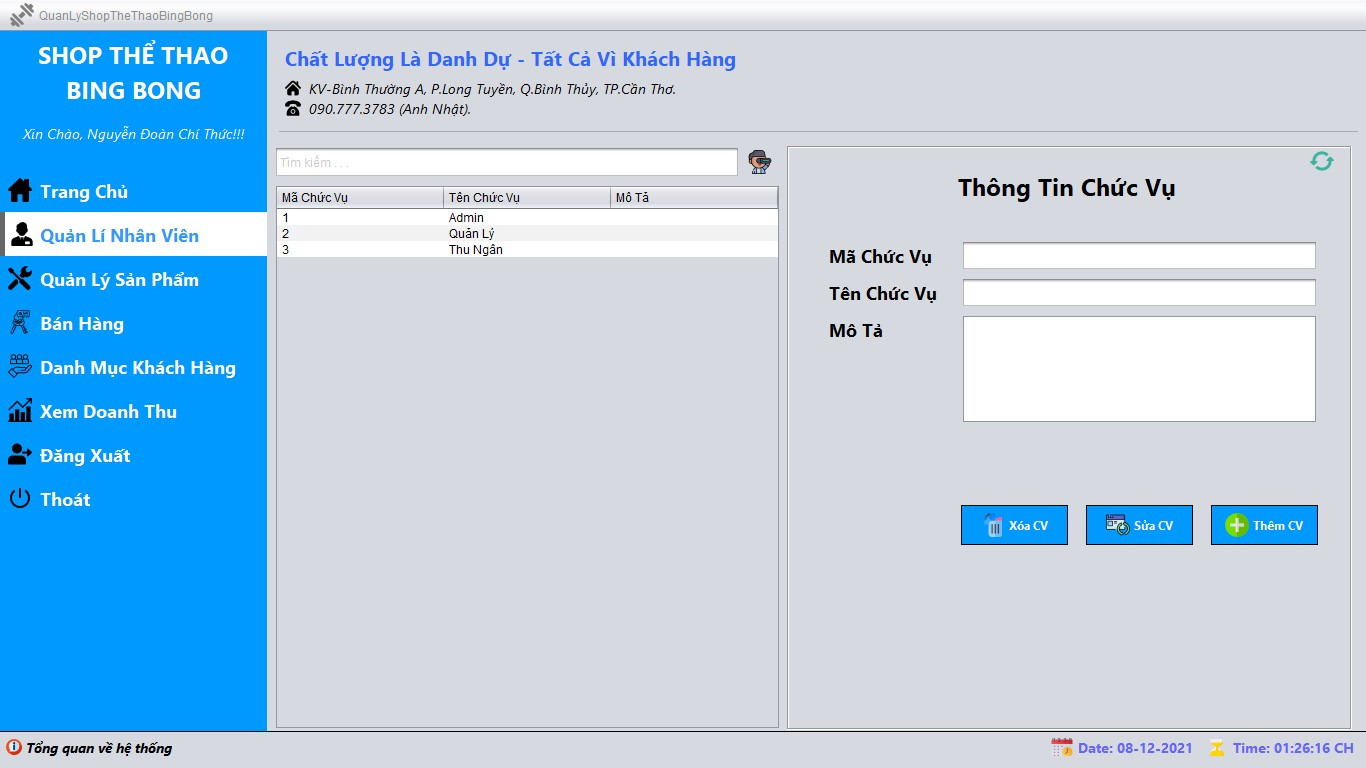 QuanLyShopTheThaoBingBong
SHOP THỂ THAO
BING BONG
Xin Chào, Nguyễn Đoàn Chí Thức!!!
Trang Chủ
Quản Lí Nhân Viên
Quản Lý Sản Phẩm
Bán Hàng
Danh Mục Khách Hàng
Xem Doanh Thu
Đăng Xuất
Thoát
Chất Lượng Là Danh Dự - Tất Cả Vì Khách Hàng
KV-Bình Thường A, P.Long Tuyền, Q.Bình Thủy, TP.Cần Thơ.
090.777.3783 (Anh Nhật).
Tìm kiếm . . .
Mã Chức Vụ Tên Chức Vụ Mô Tả
1 Admin
2 Quản Lý
3 Thu Ngân
Thông Tin Chức Vụ
Mã Chức Vụ
Tên Chức Vụ
Mô Tả
Xóa CV Sửa CV Thêm CV
Tổng quan về hệ thống
Date: 08-12-2021 Time: 01:26:16 CH